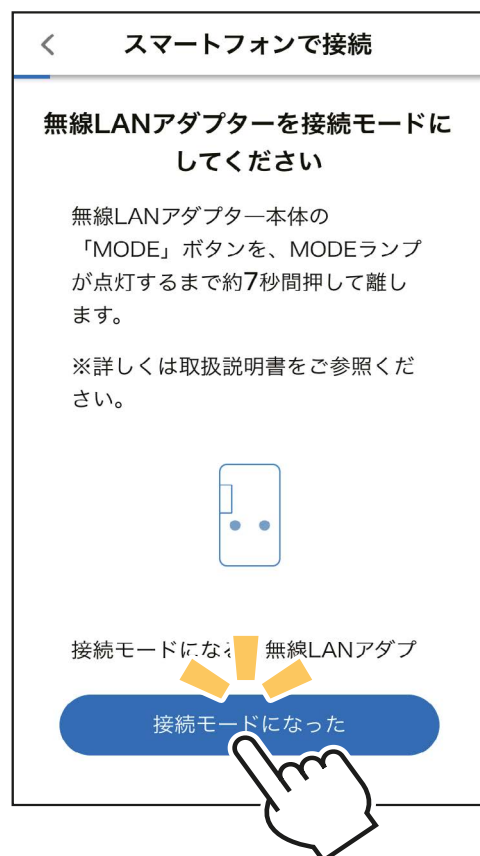 スマートフォンで接続
無線LANアダプターを接続モードに
してください
無線LANアダプタ―本体の
「MODE」ボタンを、MODEランプ
が点灯するまで約7秒間押して離し
ます。
※詳しくは取扱説明書をご参照くだ
さい。
接続モードになる 無線LANアダプ
接続モードになった